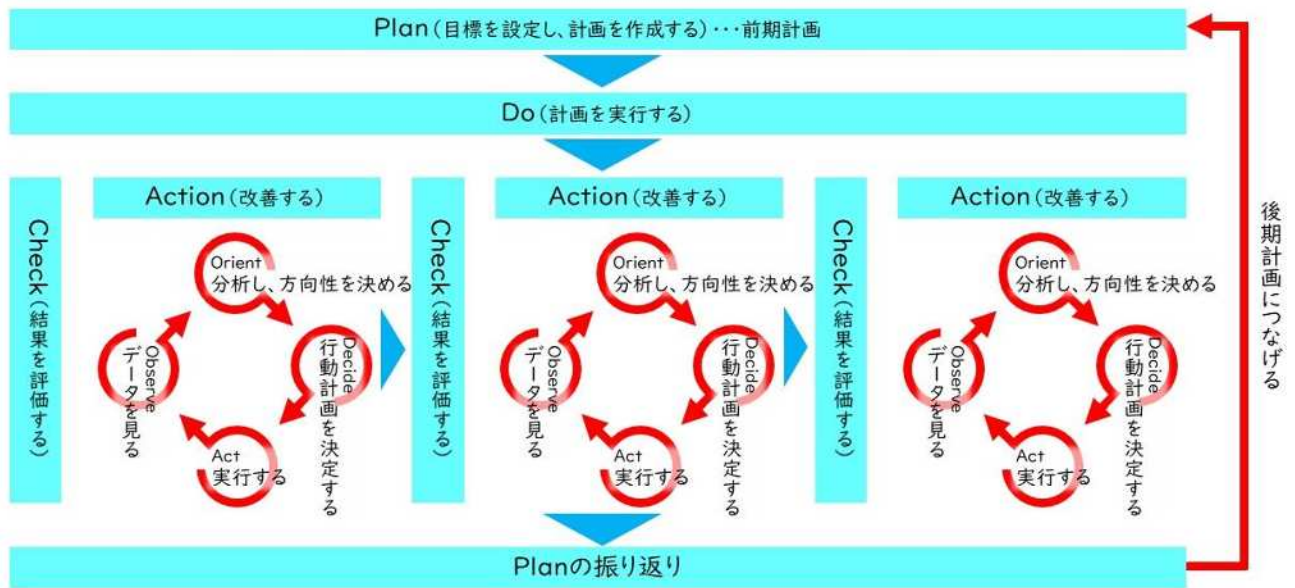 Plan(目標を設定し、計画を作成する)・・・前期計画
Do(計画を実行する)
Check(結果を評価する)
Action(改善する)
Orient
分析し、方向性を決める
Decide
行動計画を決定する
Act
実行する
Observe
データを見る
Check(結果を評価する)
Action(改善する)
Orient
分析し、方向性を決める
Decide
行動計画を決定する
Act
実行する
Observe
データを見る
Check(結果を評価する)
Action(改善する)
Orient
分析し、方向性を決める
Decide
行動計画を決定する
Act
実行する
Observe
データを見る
Planの振り返り
後期計画につなげる